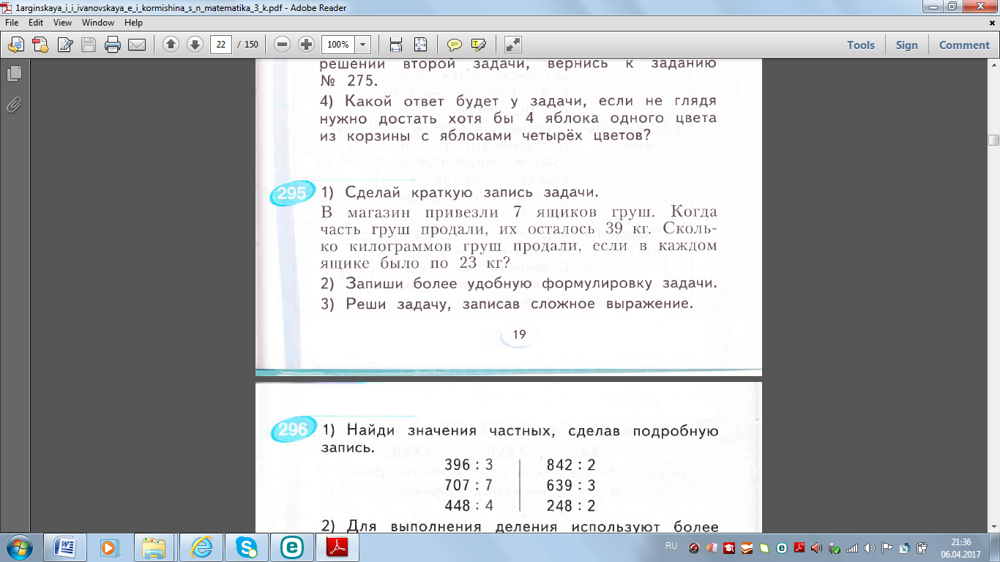 1arginskaya_i_i_ivanovskaya_e_i_kormishina_s_n_matematika_3_k.pdf - Adobe Reader
File Edit View Window Help
22 / 150 100% Tools Sign Comment
решении второй задачи, вернись к заданию
№ 275.
4) Какой ответ будет у задачи, если не глядя
нужно достать хотя бы 4 яблока одного цвета
из корзины с яблоками четырёх цветов?
295 1) Сделай краткую запись задачи.
В магазин привезли 7 ящиков груш. Когда
часть груш продали, их осталось 39 кг. Сколь-
ко килограммов груш продали, если в каждом
ящике было по 23 кг?
2) Запиши более удобную формулировку задачи.
3) Реши задачу, записав сложное выражение.
19
296 1) Найди значения частных, сделав подробную
запись.
396 : 3 842 : 2
707 : 7 639 : 3
448 : 4 248 : 2
2) Для выполнения деления используют более
RU 21:36
06.04.2017